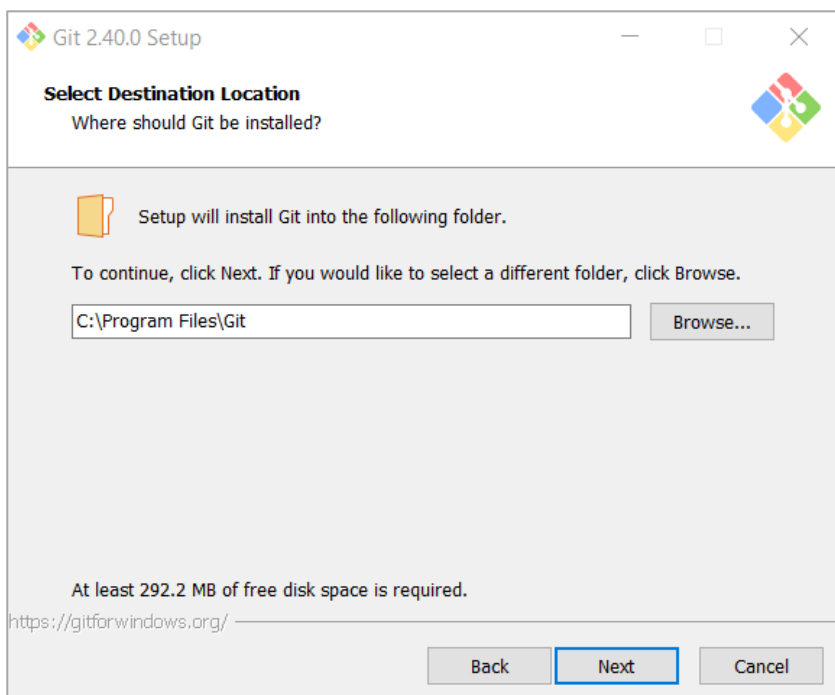 Git 2.40.0 Setup
Select Destination Location
Where should Git be installed?
Setup will install Git into the following folder.
To continue, click Next. If you would like to select a different folder, click Browse.
C:\Program Files\Git
Browse...
At least 292.2 MB of free disk space is required.
https://gitforwindows.org/
Back
Next
Cancel